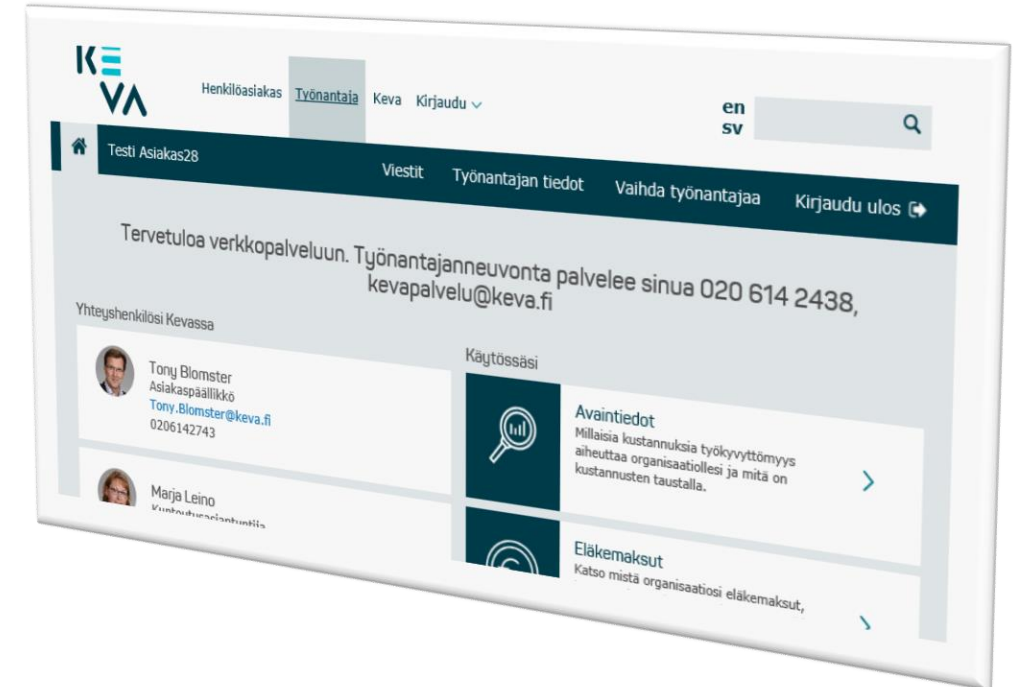 KEVA
Henkilöasiakas Työnantaja Keva Kirjaudu
en
sv
Testi Asiakas28
Viestit Työnantajan tiedot Vaihda työnantajaa Kirjaudu ulos
Tervetuloa verkkopalveluun. Työnantajanneuvonta palvelee sinua 020 614 2438,
kevapalvelu@keva.fi
Yhteyshenkilösi Kevassa
Tony Blomster
Asiakaspäällikkö
Tony.Blomster@keva.fi
0206142743
Marja Leino
Kuntoutusasiantuntija
Käytössäsi
Avaintiedot
Millaisia kustannuksia työkyvyttömyys
aiheuttaa organisaatiollesi ja mitä on
kustannusten taustalla.
Eläkemaksut
Katso mistä organisaatiosi eläkemaksut,